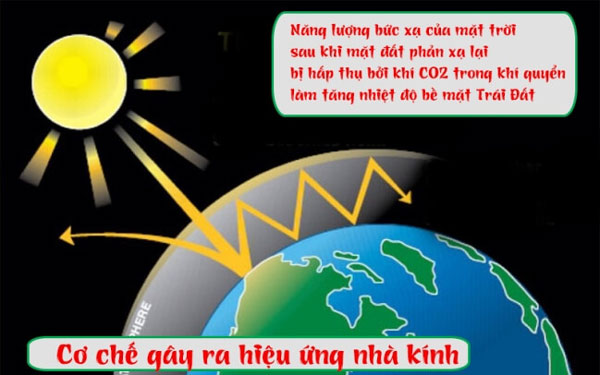 Năng lượng bức xạ của mặt trời
sau khi mặt đất phản xạ lại
bị hấp thụ bởi khí CO2 trong khí quyển
làm tăng nhiệt độ bề mặt Trái Đất
Cơ chế gây ra hiệu ứng nhà kính